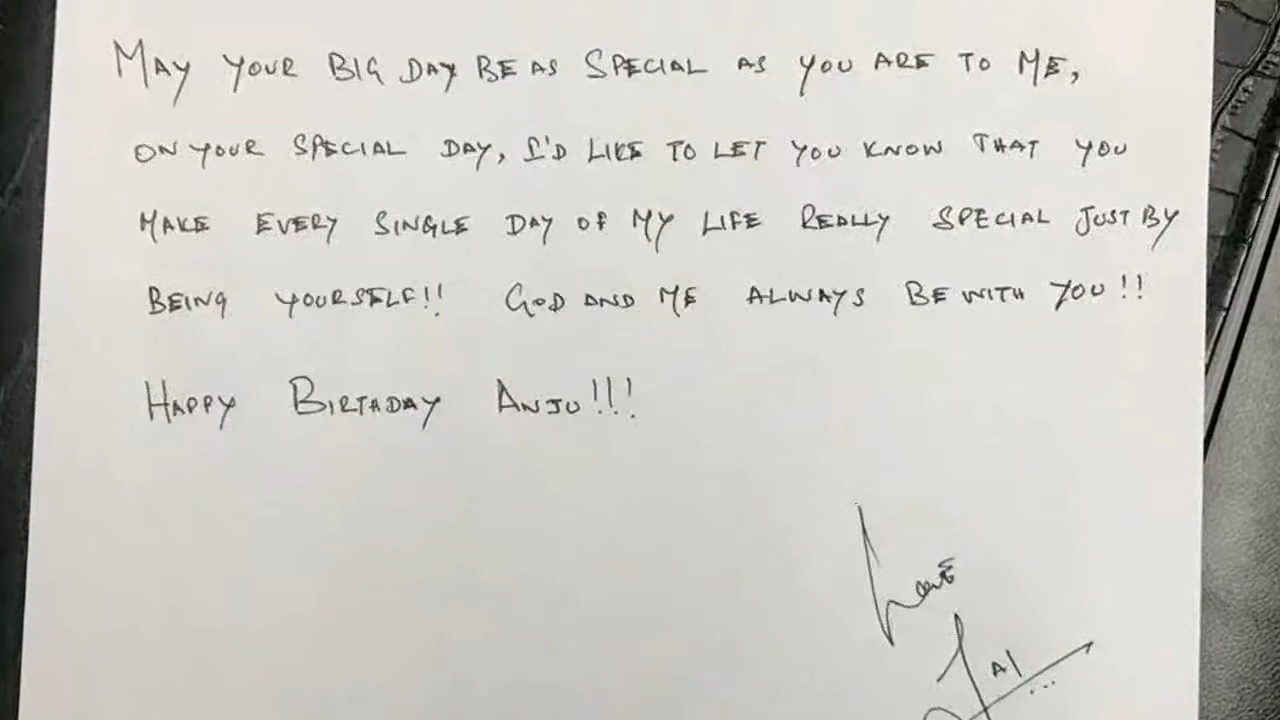 MAY YOUR BIG DAY BE AS SPECIAL AS YOU ARE TO ME,
ON YOUR SPECIAL DAY, I'D LIKE TO LET YOU KNOW THAT YOU
MAKE EVERY SINGLE DAY OF MY LIFE REALLY SPECIAL JUST BY
BEING YOURSELF!! GOD AND ME ALWAYS BE WITH YOU!!
HAPPY BIRTHDAY ANJU!!!
Love
JAI